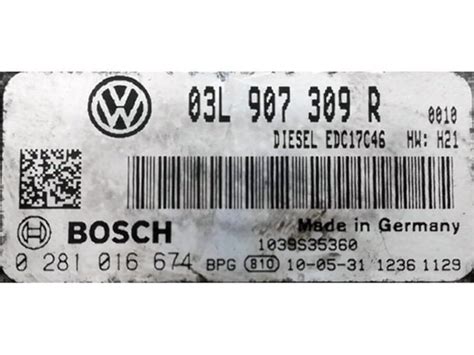 03L 907 309 R 0010
DIESEL EDC17C46 HW: H21
BOSCH Made in Germany
1039S35360
0 281 016 674 BPG 810 10-05-31 1236 1129